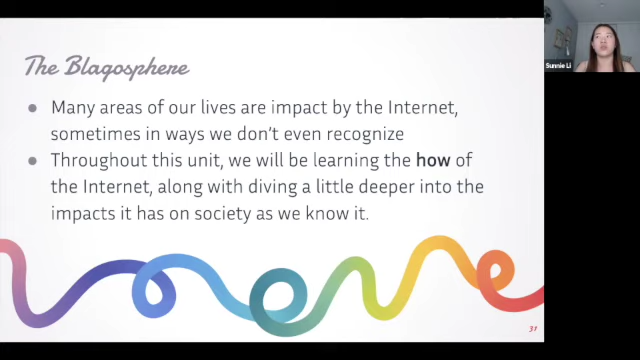 The Blagosphere
Sunnie Li
● Many areas of our lives are impact by the Internet,
sometimes in ways we don't even recognize
● Throughout this unit, we will be learning the how of
the Internet, along with diving a little deeper into the
impacts it has on society as we know it.
31